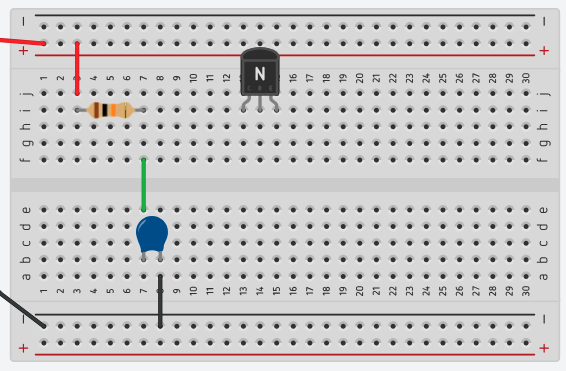 − −
+ +
1 2 3 4 5 6 7 8 9 10 11 12 13 14 15 16 17 18 19 20 21 22 23 24 25 26 27 28 29 30
N
j j
i i
h h
g g
f f
e e
d d
c c
b b
a a
1 2 3 4 5 6 7 8 9 10 11 12 13 14 15 16 17 18 19 20 21 22 23 24 25 26 27 28 29 30
− −
+ +